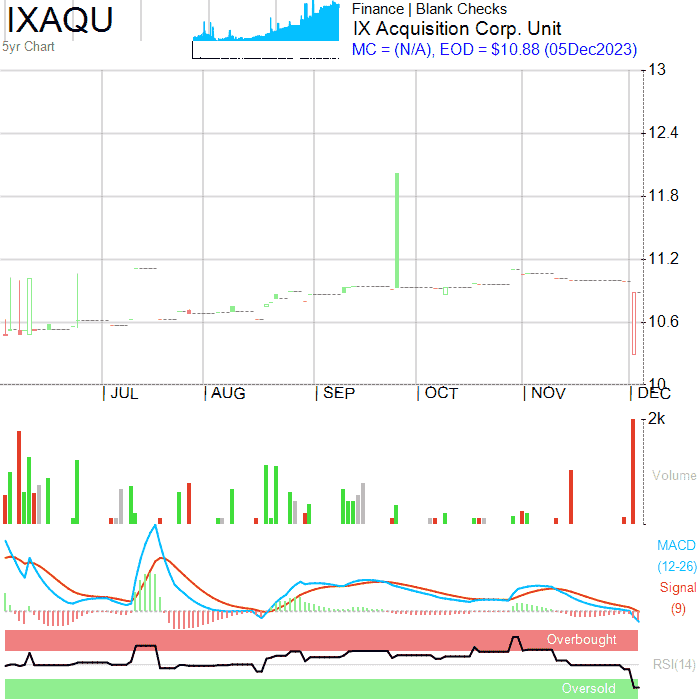 IXAQU
5yr Chart
Finance | Blank Checks
IX Acquisition Corp. Unit
MC = (N/A), EOD = $10.88 (05Dec2023)
13
12.4
11.8
11.2
10.6
10
| JUL | AUG | SEP | OCT | NOV | DEC
2k
Volume
MACD
(12-26)
Signal
(9)
Overbought
RSI(14)
Oversold